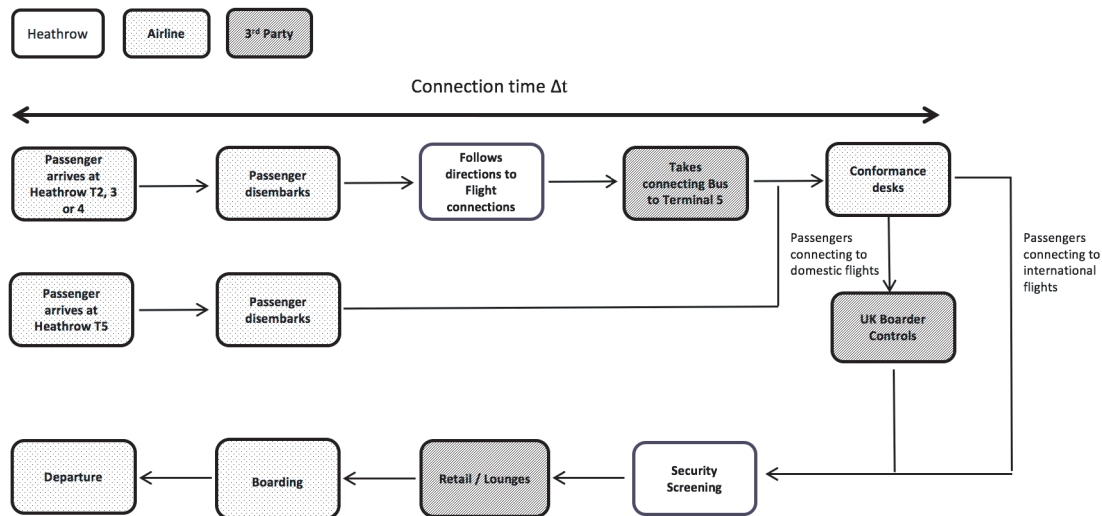 Heathrow
Airline
3rd Party
Connection time Δt
Passenger
arrives at
Heathrow T2, 3
or 4
Passenger
disembarks
Follows
directions to
Flight
connections
Takes
connecting Bus
to Terminal 5
Conformance
desks
Passengers
connecting to
domestic flights
Passengers
connecting to
international
flights
Passenger
arrives at
Heathrow T5
Passenger
disembarks
UK Boarder
Controls
Departure
Boarding
Retail / Lounges
Security
Screening